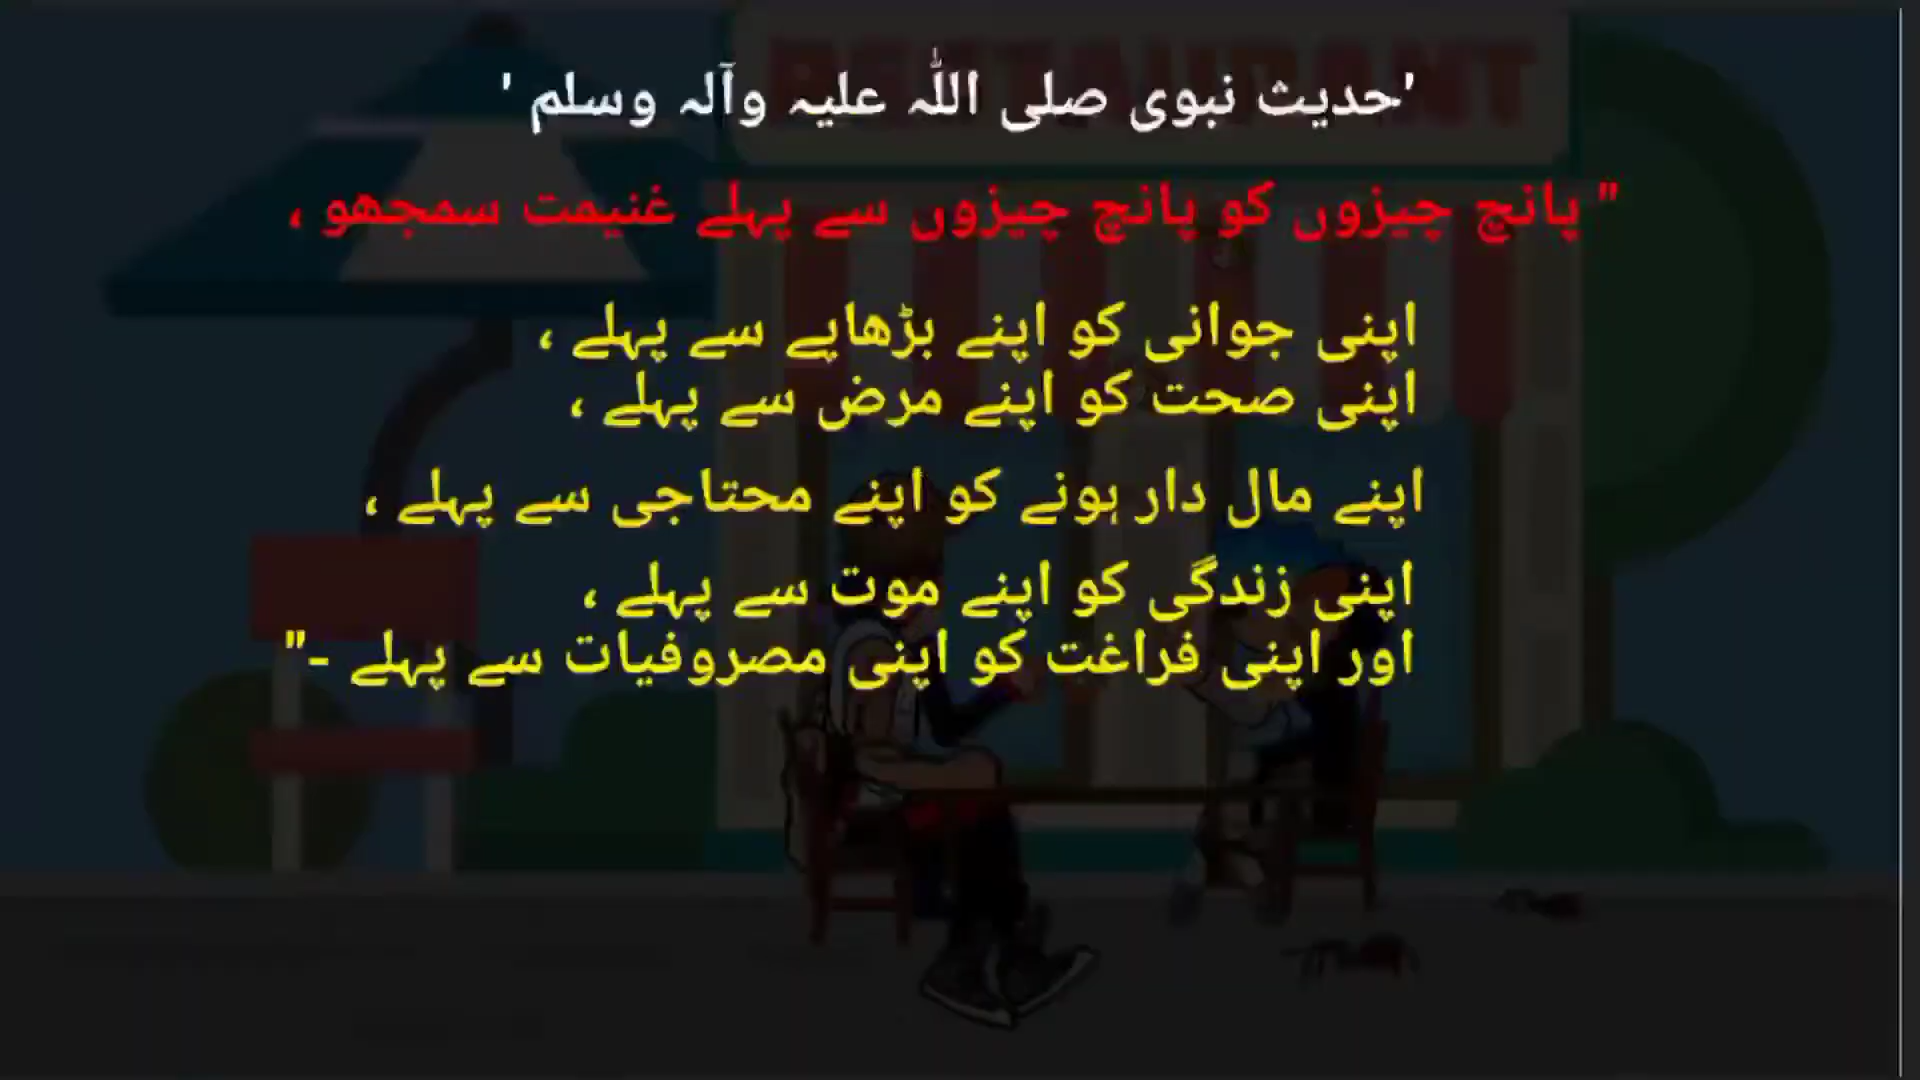 RESTAURANT
'حدیث نبوی صلی اللہ علیہ وآلہ وسلم '
" پانچ چیزوں کو پانچ چیزوں سے پہلے غنیمت سمجھو ،
اپنی جوانی کو اپنے بڑھاپے سے پہلے ،
اپنی صحت کو اپنے مرض سے پہلے ،
اپنے مال دار ہونے کو اپنے محتاجی سے پہلے ،
اپنی زندگی کو اپنے موت سے پہلے ،
اور اپنی فراغت کو اپنی مصروفیات سے پہلے -"